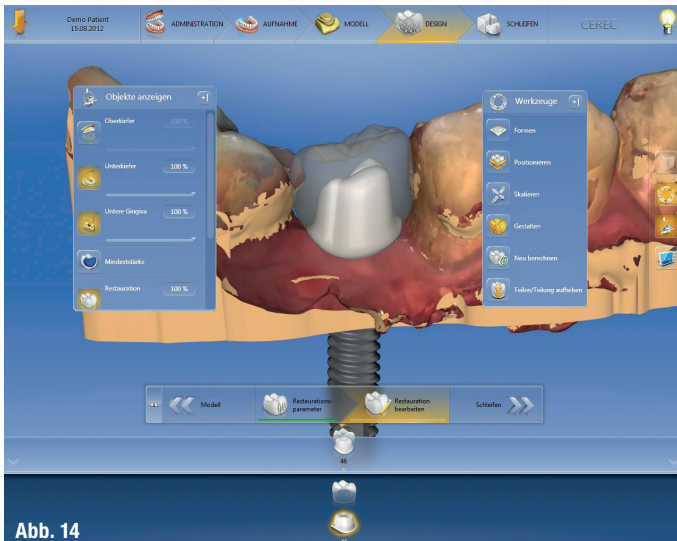 Demo Patient
15.08.2012
ADMINISTRATION
AUFNAHME
MODELL
DESIGN
SCHLEIFEN
CEREC
Objekte anzeigen
Oberkiefer 100 %
Unterkiefer 100 %
Untere Gingiva 100 %
Mindeststärke
Restauration 100 %
Werkzeuge
Formen
Positionieren
Skalieren
Gestalten
Neu berechnen
Teilen/Teilung aufheben
Modell
Restaurations-
parameter
Restauration
bearbeiten
Schleifen
46
Abb. 14